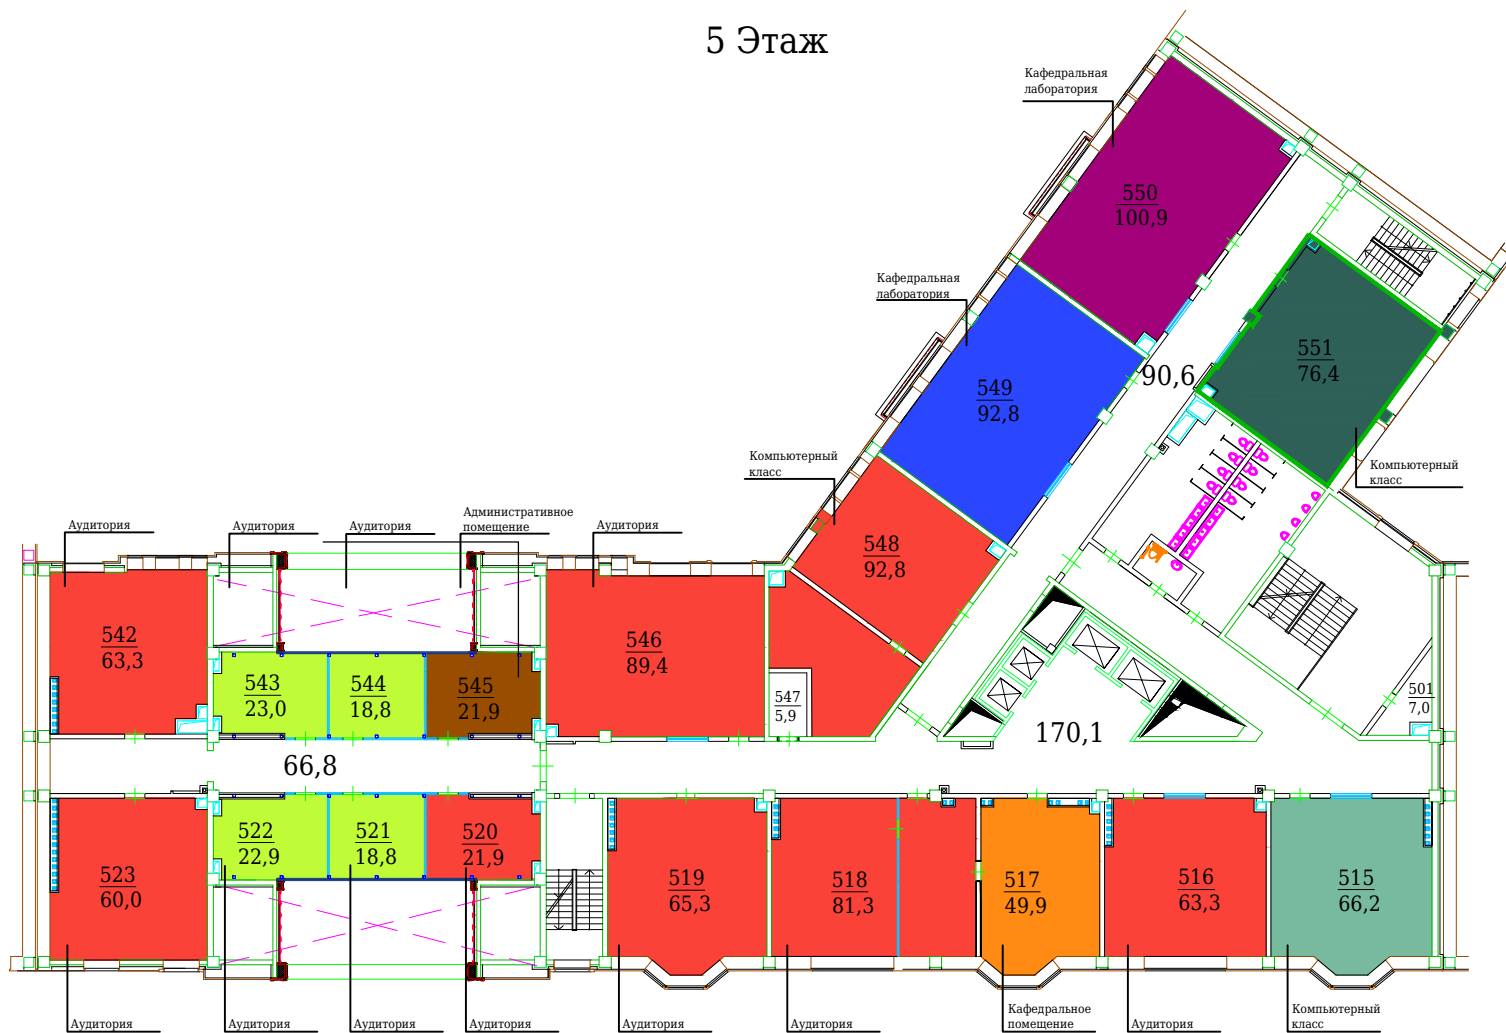 5 Этаж
Кафедральная
лаборатория
550
100,9
Кафедральная
лаборатория
549
92,8
90,6
551
76,4
Компьютерный
класс
Компьютерный
класс
548
92,8
Аудитория
Аудитория
Аудитория
Административное
помещение
Аудитория
542
63,3
543
23,0
544
18,8
545
21,9
546
89,4
547
5,9
501
7,0
66,8
170,1
523
60,0
522
22,9
521
18,8
520
21,9
519
65,3
518
81,3
517
49,9
516
63,3
515
66,2
Аудитория
Аудитория
Аудитория
Аудитория
Аудитория
Аудитория
Кафедральное
помещение
Аудитория
Компьютерный
класс